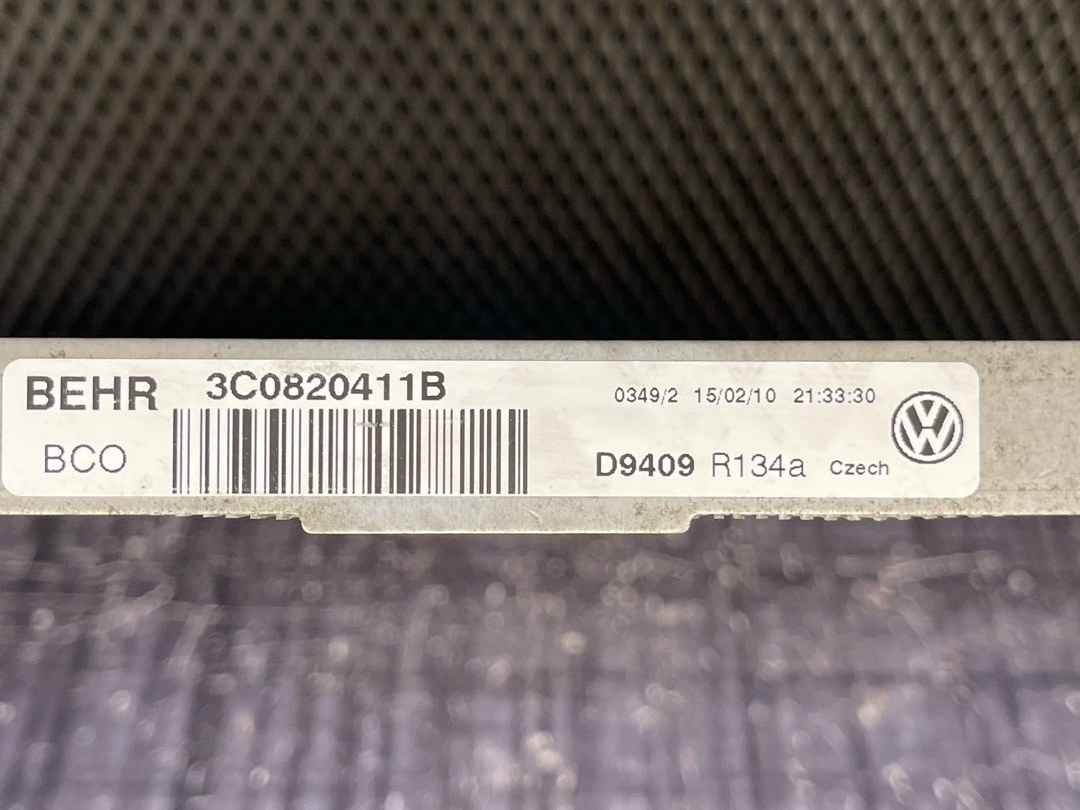 BEHR 3C0820411B 0349/2 15/02/10 21:33:30
BCO D9409 R134a Czech